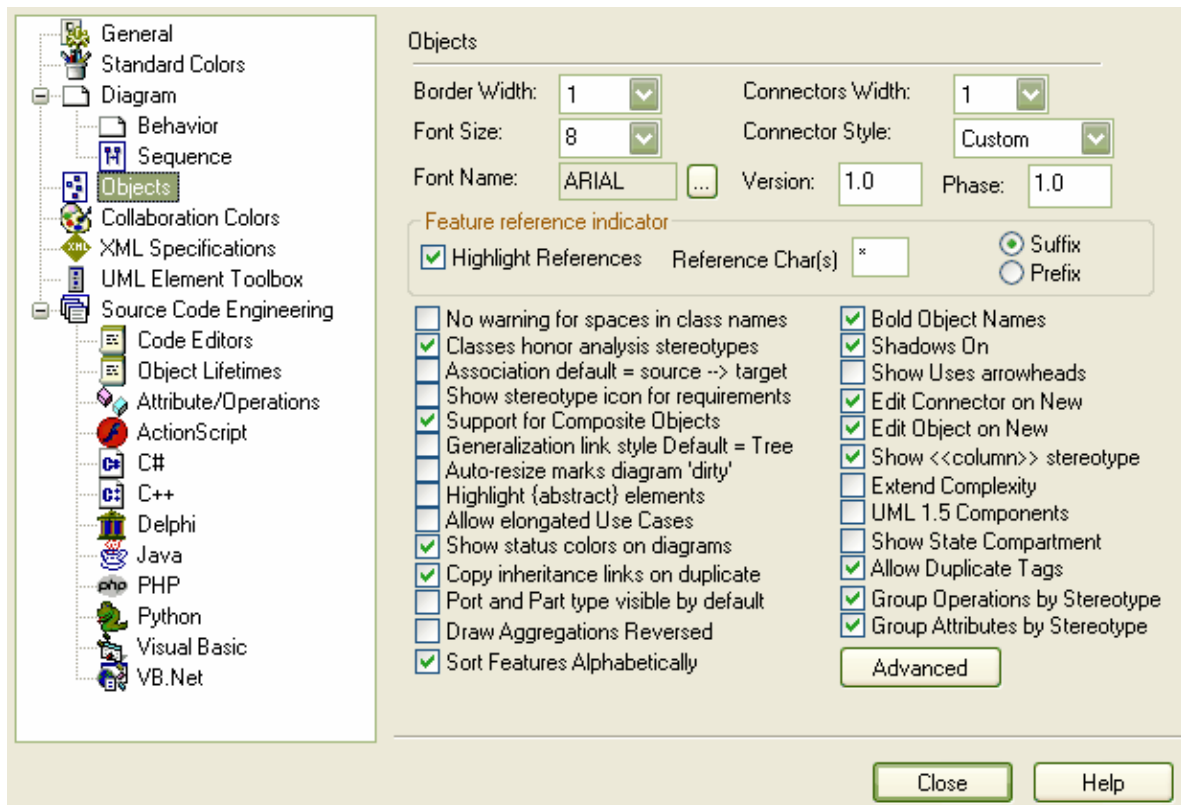 General
Standard Colors
Diagram
Behavior
Sequence
Objects
Collaboration Colors
XML Specifications
UML Element Toolbox
Source Code Engineering
Code Editors
Object Lifetimes
Attribute/Operations
ActionScript
C#
C++
Delphi
Java
php PHP
Python
Visual Basic
VB.Net
Objects
Border Width: 1 Connectors Width: 1
Font Size: 8 Connector Style: Custom
Font Name: ARIAL ... Version: 1.0 Phase: 1.0
Feature reference indicator
Highlight References Reference Char(s) * Suffix
Prefix
No warning for spaces in class names
Classes honor analysis stereotypes
Association default = source --> target
Show stereotype icon for requirements
Support for Composite Objects
Generalization link style Default = Tree
Auto-resize marks diagram 'dirty'
Highlight {abstract} elements
Allow elongated Use Cases
Show status colors on diagrams
Copy inheritance links on duplicate
Port and Part type visible by default
Draw Aggregations Reversed
Sort Features Alphabetically
Bold Object Names
Shadows On
Show Uses arrowheads
Edit Connector on New
Edit Object on New
Show <<column>> stereotype
Extend Complexity
UML 1.5 Components
Show State Compartment
Allow Duplicate Tags
Group Operations by Stereotype
Group Attributes by Stereotype
Advanced
Close Help